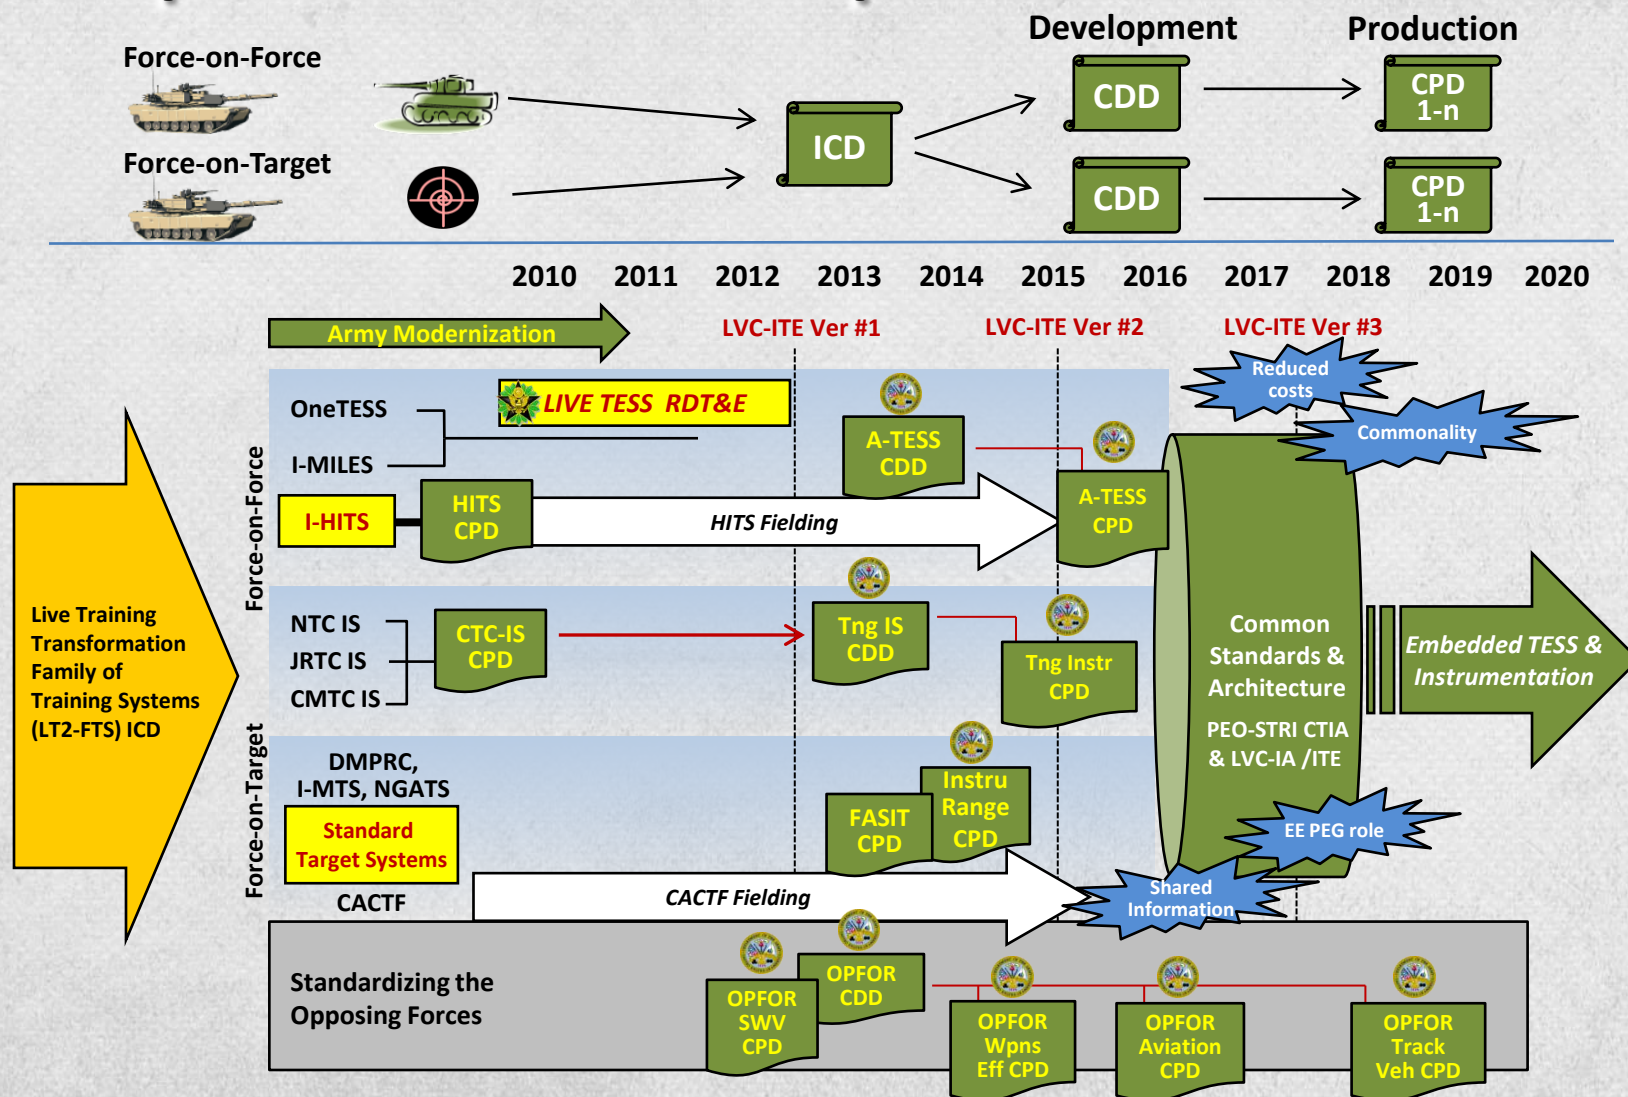 Development
Production
Force-on-Force
Force-on-Target
ICD
CDD
CPD
1-n
CDD
CPD
1-n
2010 2011 2012 2013 2014 2015 2016 2017 2018 2019 2020
Army Modernization
LVC-ITE Ver #1
LVC-ITE Ver #2
LVC-ITE Ver #3
Live Training
Transformation
Family of
Training Systems
(LT2-FTS) ICD
Force-on-Force
OneTESS
I-MILES
LIVE TESS RDT&E
I-HITS
HITS
CPD
HITS Fielding
A-TESS
CDD
A-TESS
CPD
NTC IS
JRTC IS
CMTC IS
CTC-IS
CPD
Tng IS
CDD
Tng Instr
CPD
Force-on-Target
DMPRC,
I-MTS, NGATS
Standard
Target Systems
CACTF
FASIT
CPD
Instru
Range
CPD
CACTF Fielding
Reduced
costs
Commonality
Common
Standards &
Architecture
PEO-STRI CTIA
& LVC-IA /ITE
EE PEG role
Shared
Information
Embedded TESS &
Instrumentation
Standardizing the
Opposing Forces
OPFOR
SWV
CPD
OPFOR
CDD
OPFOR
Wpns
Eff CPD
OPFOR
Aviation
CPD
OPFOR
Track
Veh CPD